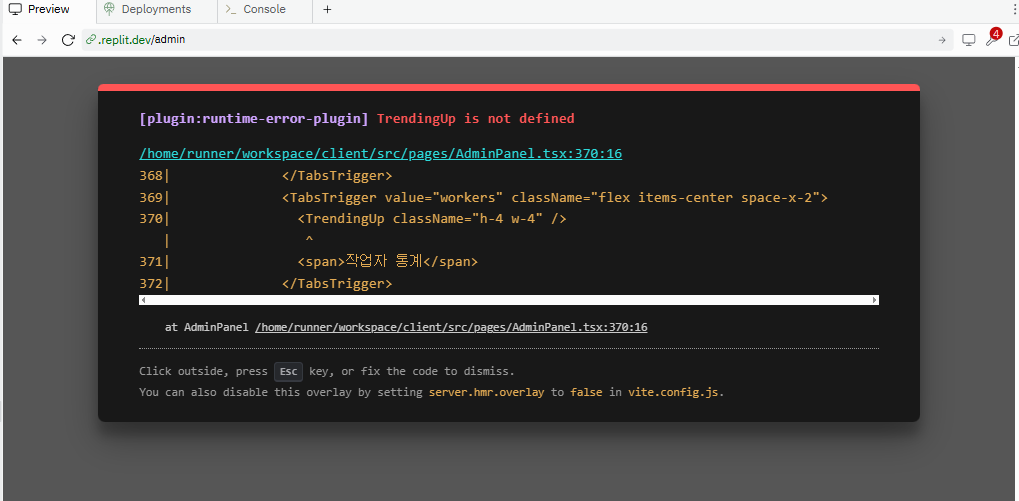 Preview
Deployments
Console
.replit.dev/admin
4
[plugin:runtime-error-plugin] TrendingUp is not defined
/home/runner/workspace/client/src/pages/AdminPanel.tsx:370:16
368|              </TabsTrigger>
369|              <TabsTrigger value="workers" className="flex items-center space-x-2">
370|                <TrendingUp className="h-4 w-4" />
   |                 ^
371|                <span>작업자 통계</span>
372|              </TabsTrigger>
at AdminPanel /home/runner/workspace/client/src/pages/AdminPanel.tsx:370:16
Click outside, press Esc key, or fix the code to dismiss.
You can also disable this overlay by setting server.hmr.overlay to false in vite.config.js.